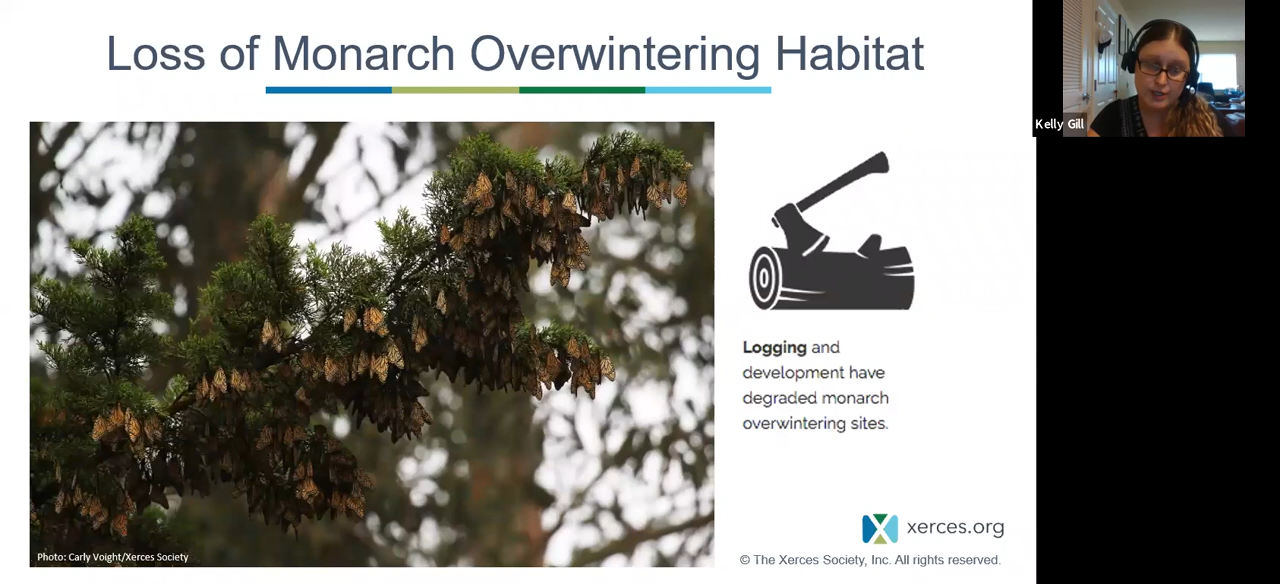 Loss of Monarch Overwintering Habitat
Kelly Gill
Logging and
development have
degraded monarch
overwintering sites.
xerces.org
Photo: Carly Voight/Xerces Society
© The Xerces Society, Inc. All rights reserved.